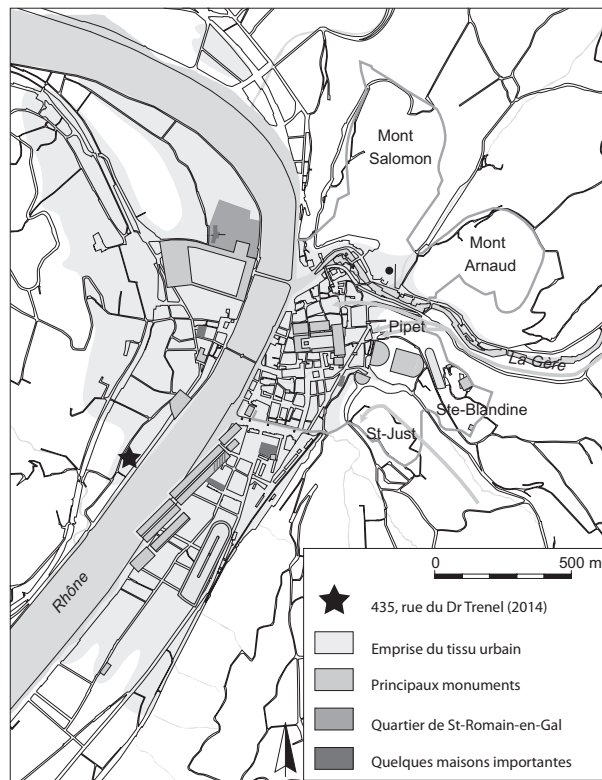 Mont
Salomon
Mont
Arnaud
Pipet
La Gère
Ste-Blandine
St-Just
Rhône
0 500 m
435, rue du Dr Trenel (2014)
Emprise du tissu urbain
Principaux monuments
Quartier de St-Romain-en-Gal
Quelques maisons importantes